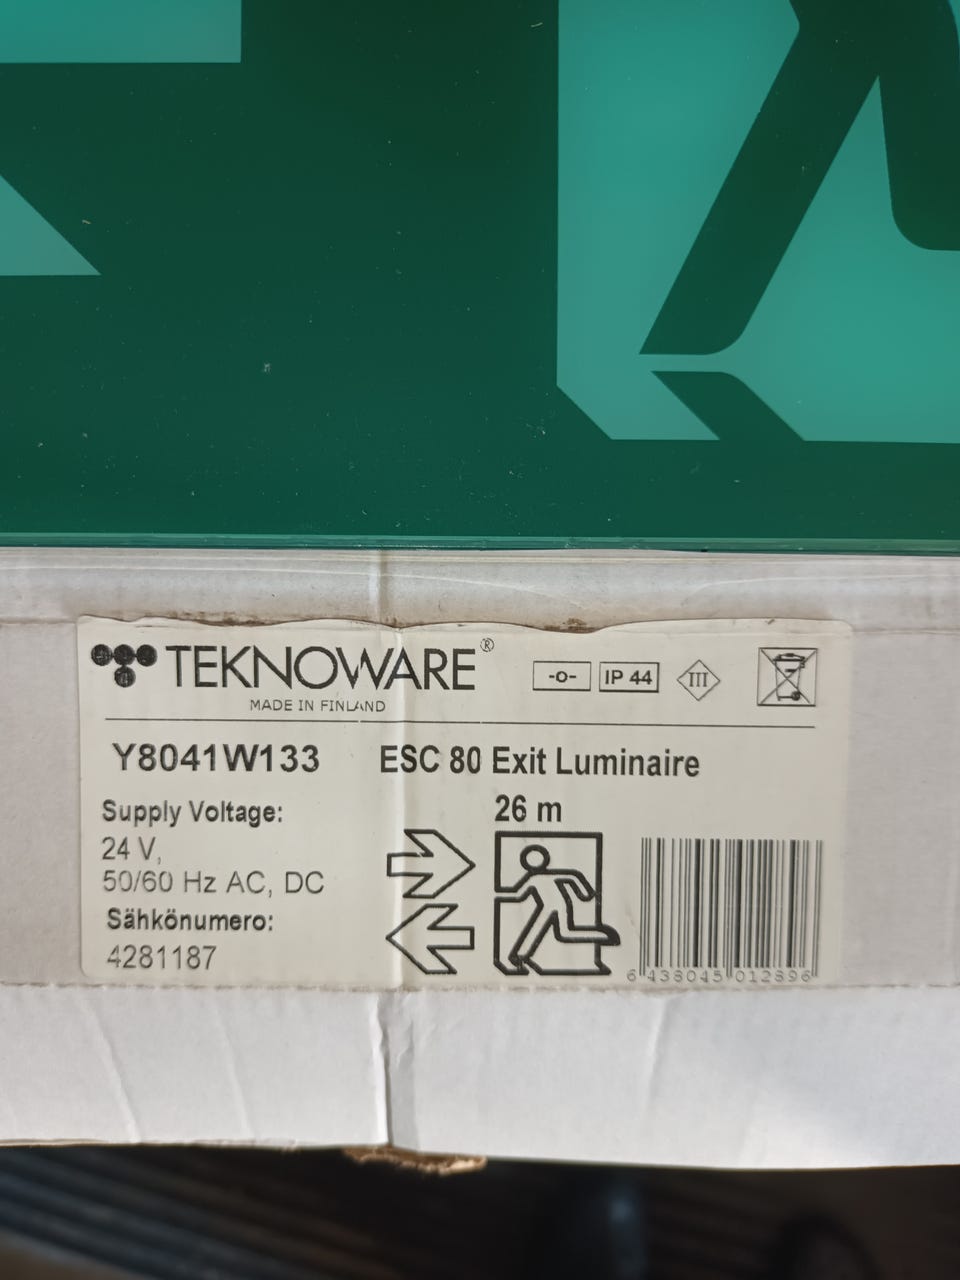 TEKNOWARE®
MADE IN FINLAND
-0- IP 44 III
Y8041W133 ESC 80 Exit Luminaire
26 m
Supply Voltage:
24 V,
50/60 Hz AC, DC
Sähkönumero:
4281187
6 438045 012896